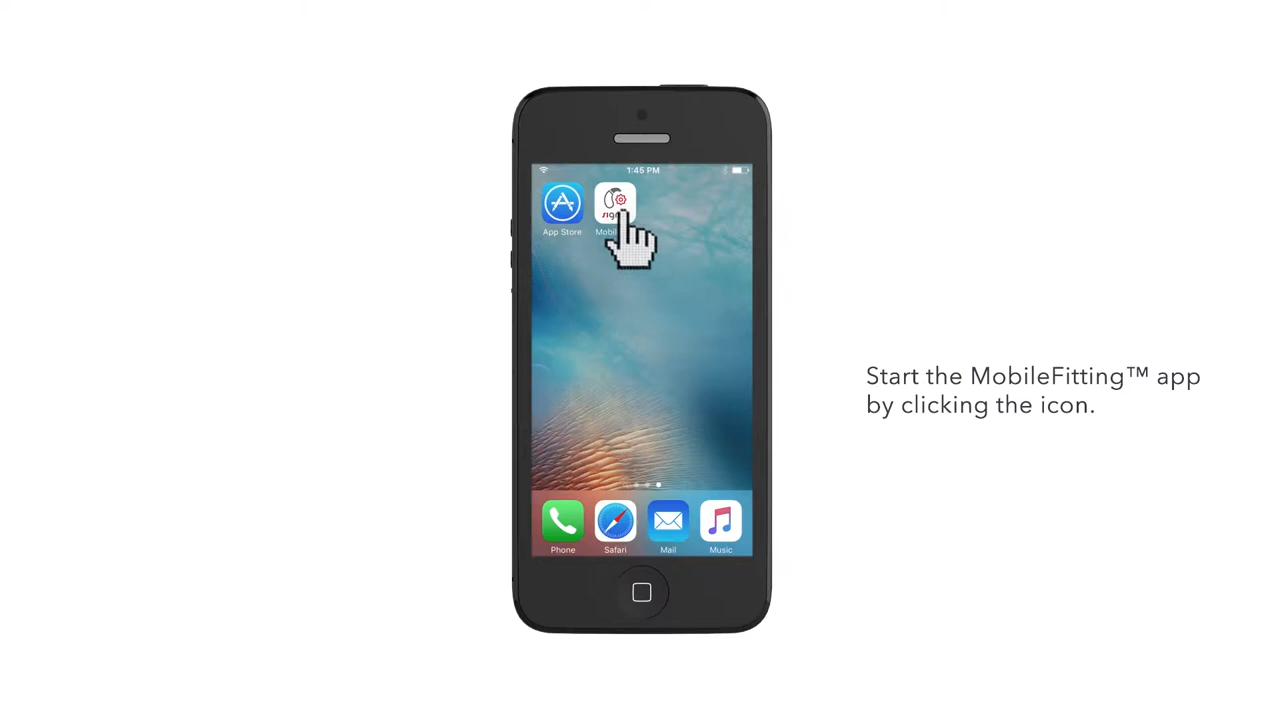 1:45 PM
App Store
Start the MobileFitting™ app
by clicking the icon.
Phone
Safari
Mail
Music